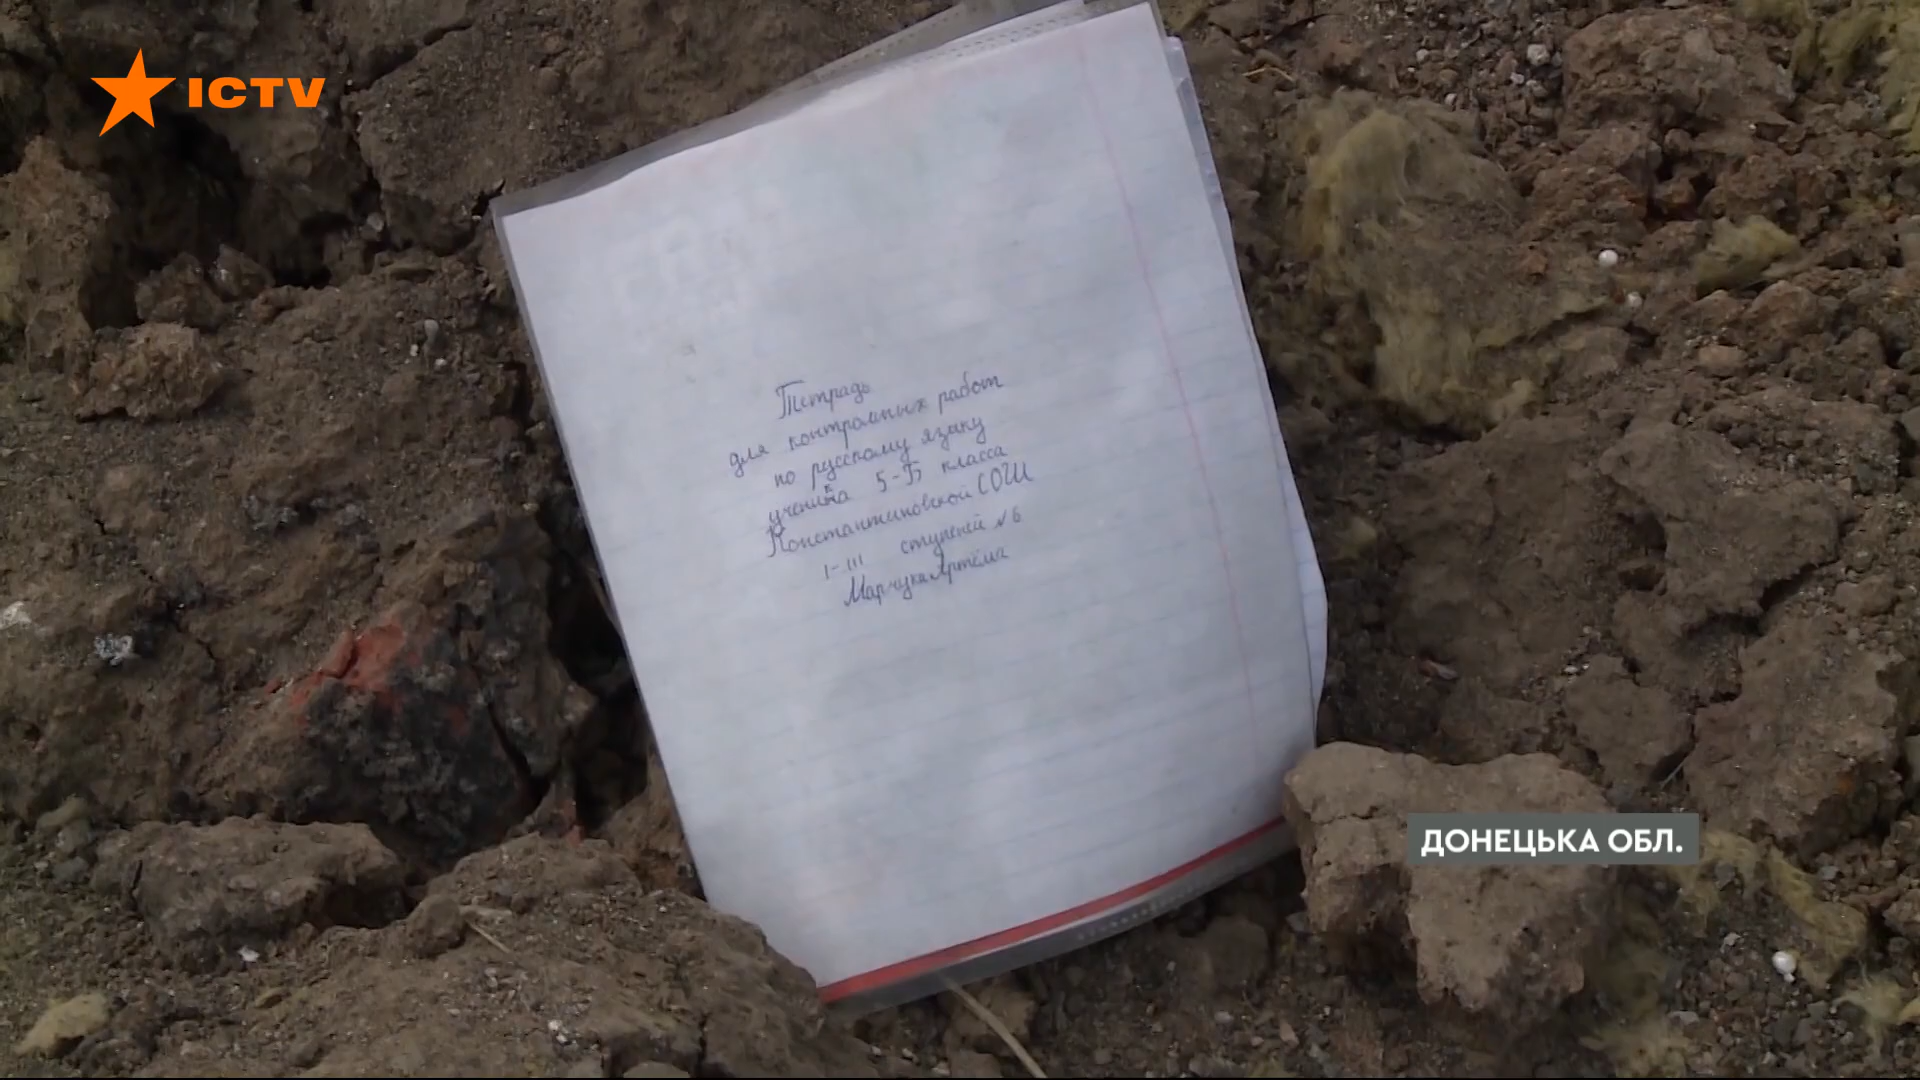 ICTV
Тетрадь
для контрольных работ
по русскому языку
ученика 5-Б класса
Константиновской СОШ
I-III ступеней №6
Марчука Артёма
ДОНЕЦЬКА ОБЛ.